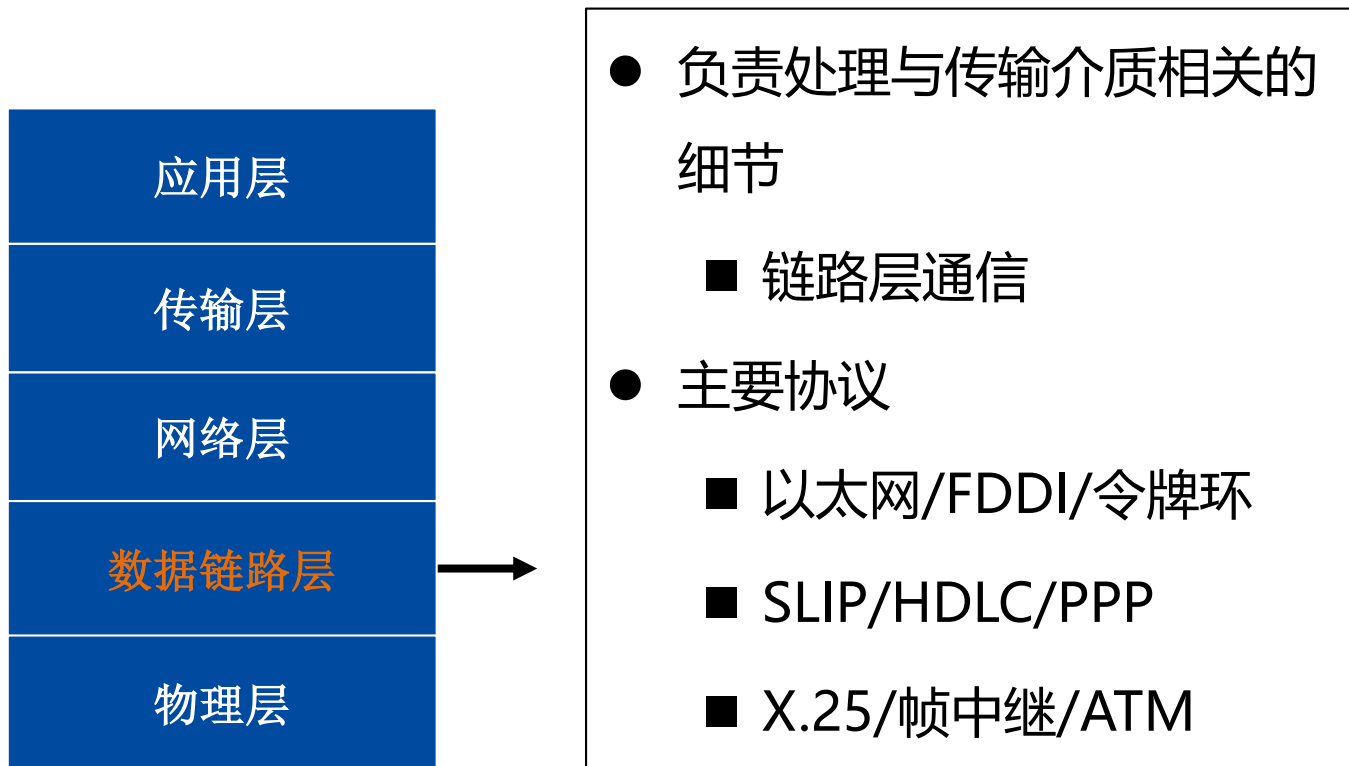 应用层
传输层
网络层
数据链路层
物理层
负责处理与传输介质相关的
细节
链路层通信
主要协议
以太网/FDDI/令牌环
SLIP/HDLC/PPP
X.25/帧中继/ATM